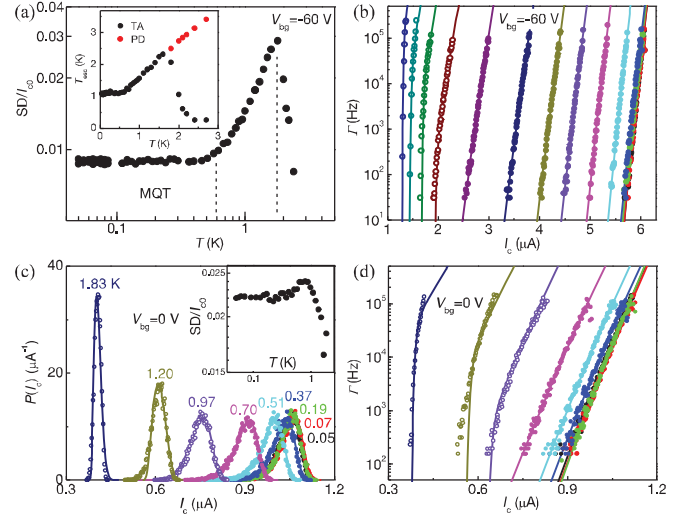 (a)
V_bg=-60 V
SD/I_c0
0.03
0.02
0.01
0.1
1
T (K)
MQT
TA
PD
T_esc (K)
3
2
1
0
0 1 2 3
T (K)
(b)
V_bg=-60 V
Γ (Hz)
10^5
10^4
10^3
10^2
10^1
1 2 3 4 5 6
I_c (μA)
(c)
V_bg=0 V
P(I_c) (μA^-1)
40
20
0
0.3 0.6 0.9 1.2
I_c (μA)
1.83 K
1.20
0.97
0.70
0.51
0.37
0.19
0.07
0.05
SD/I_c0
0.025
0.02
0.015
0.1 1
T (K)
(d)
V_bg=0 V
Γ (Hz)
10^5
10^4
10^3
10^2
0.3 0.6 0.9 1.2
I_c (μA)